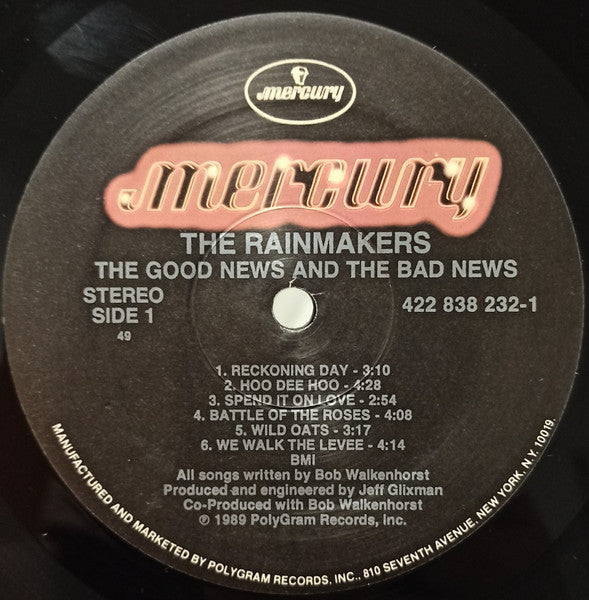 mercury
mercury
THE RAINMAKERS
THE GOOD NEWS AND THE BAD NEWS
STEREO
SIDE 1
422 838 232-1
49
1. RECKONING DAY - 3:10
2. HOO DEE HOO - 4:28
3. SPEND IT ON LOVE - 2:54
4. BATTLE OF THE ROSES - 4:08
5. WILD OATS - 3:17
6. WE WALK THE LEVEE - 4:14
BMI
All songs written by Bob Walkenhorst
Produced and engineered by Jeff Glixman
Co-Produced with Bob Walkenhorst
℗ 1989 PolyGram Records, Inc.
MANUFACTURED AND MARKETED BY POLYGRAM RECORDS, INC., 810 SEVENTH AVENUE, NEW YORK, N.Y. 10019.